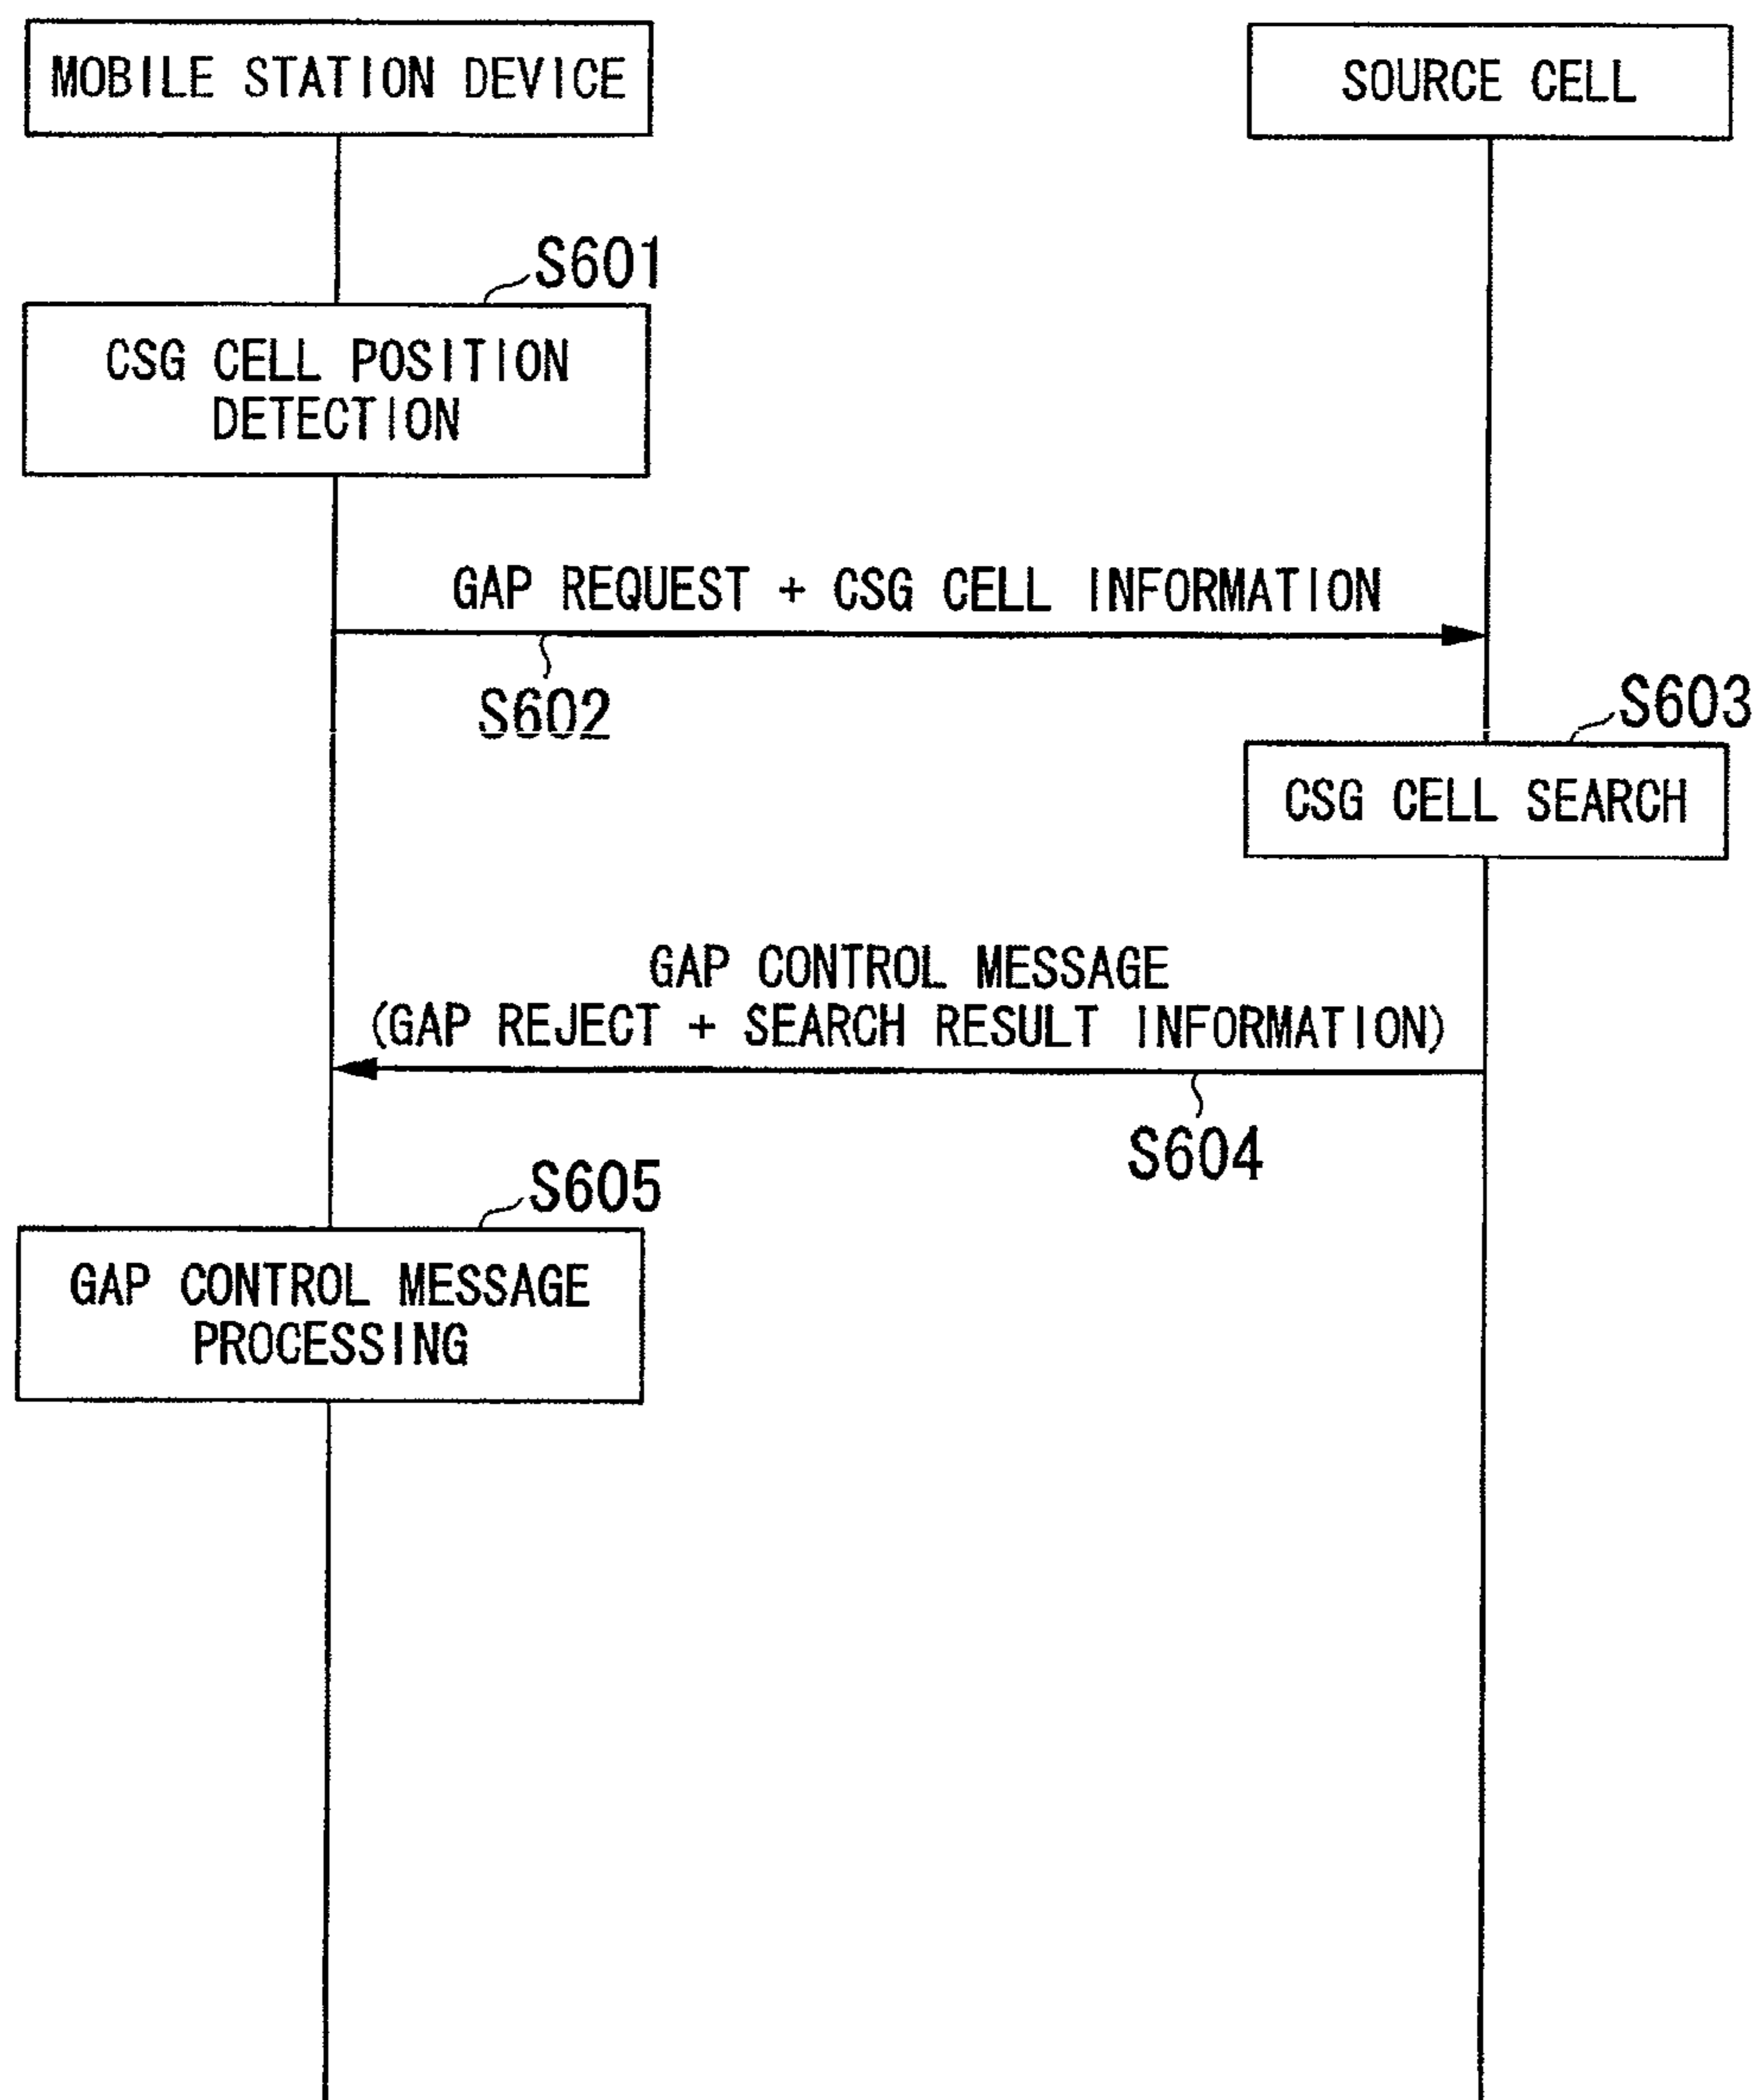 MOBILE STATION DEVICE
SOURCE CELL
S601
CSG CELL POSITION
DETECTION
GAP REQUEST + CSG CELL INFORMATION
S602
S603
CSG CELL SEARCH
GAP CONTROL MESSAGE
(GAP REJECT + SEARCH RESULT INFORMATION)
S604
S605
GAP CONTROL MESSAGE
PROCESSING